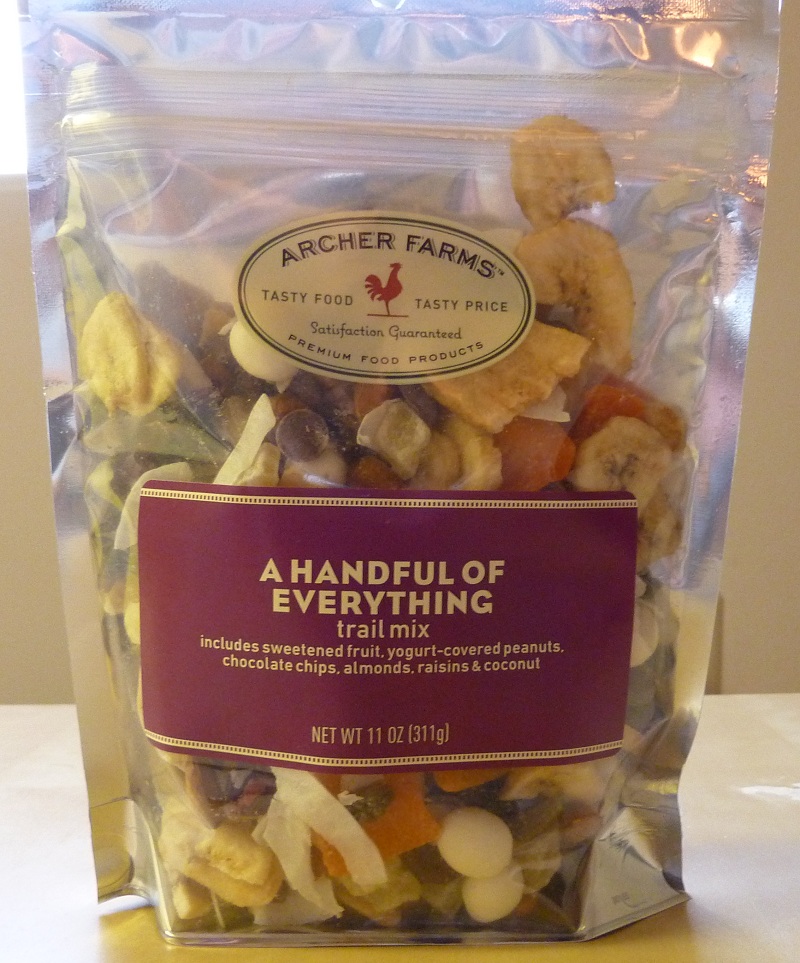 ARCHER FARMS™
TASTY FOOD TASTY PRICE
Satisfaction Guaranteed
PREMIUM FOOD PRODUCTS
A HANDFUL OF
EVERYTHING
trail mix
includes sweetened fruit, yogurt-covered peanuts,
chocolate chips, almonds, raisins & coconut
NET WT 11 OZ (311g)